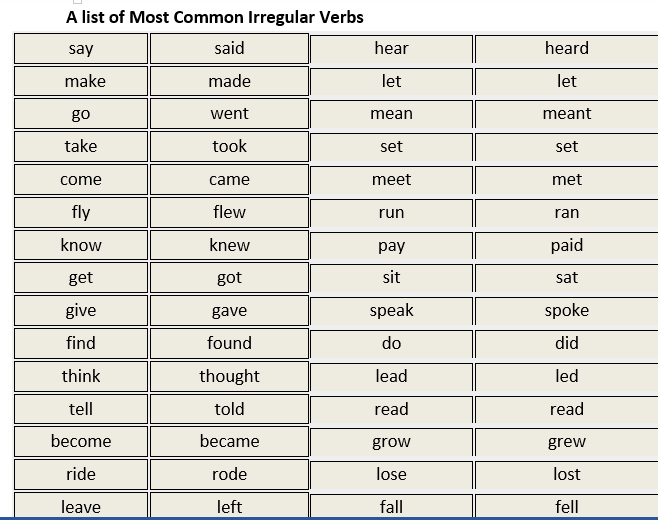 A list of Most Common Irregular Verbs
say said hear heard
make made let let
go went mean meant
take took set set
come came meet met
fly flew run ran
know knew pay paid
get got sit sat
give gave speak spoke
find found do did
think thought lead led
tell told read read
become became grow grew
ride rode lose lost
leave left fall fell